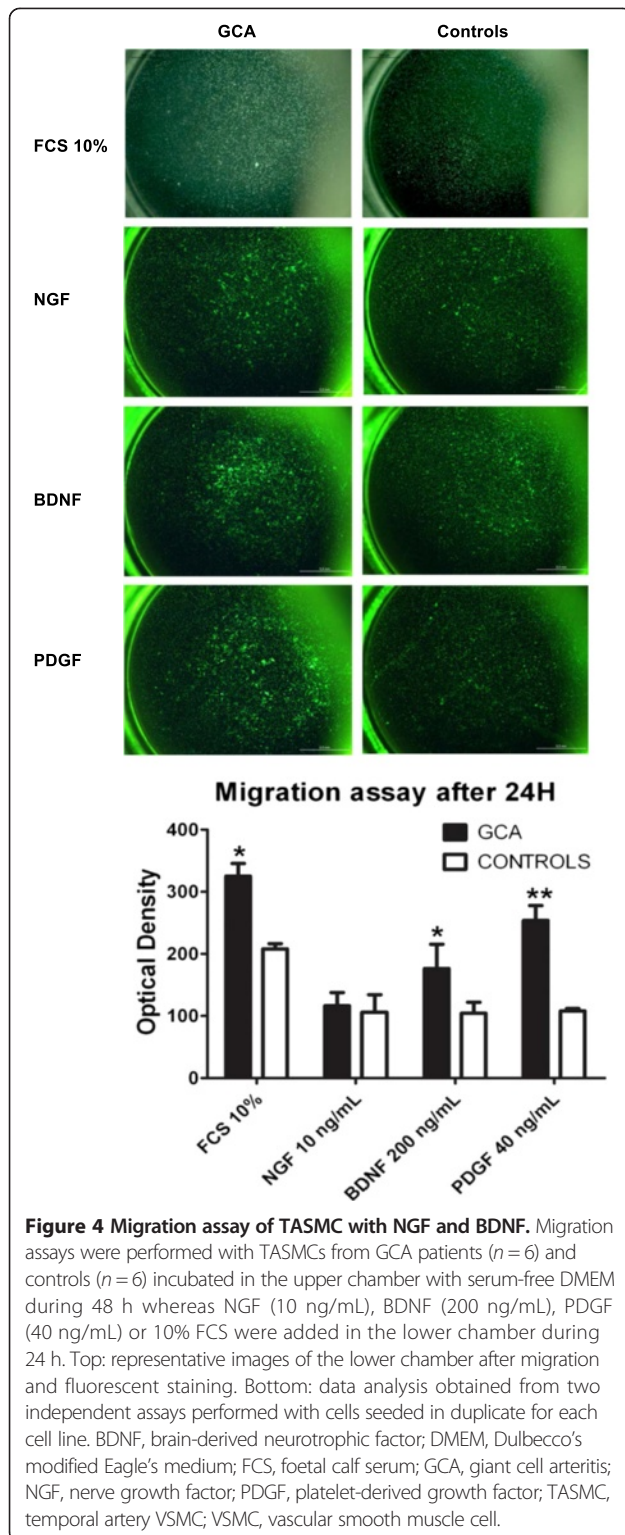 GCA Controls
FCS 10%
NGF
BDNF
PDGF
Migration assay after 24H
400
300
200
100
0
Optical Density
GCA
CONTROLS
*
*
**
FCS 10%
NGF 10 ng/mL
BDNF 200 ng/mL
PDGF 40 ng/mL
Figure 4 Migration assay of TASMC with NGF and BDNF. Migration
assays were performed with TASMCs from GCA patients (n = 6) and
controls (n = 6) incubated in the upper chamber with serum-free DMEM
during 48 h whereas NGF (10 ng/mL), BDNF (200 ng/mL), PDGF
(40 ng/mL) or 10% FCS were added in the lower chamber during
24 h. Top: representative images of the lower chamber after migration
and fluorescent staining. Bottom: data analysis obtained from two
independent assays performed with cells seeded in duplicate for each
cell line. BDNF, brain-derived neurotrophic factor; DMEM, Dulbecco's
modified Eagle's medium; FCS, foetal calf serum; GCA, giant cell arteritis;
NGF, nerve growth factor; PDGF, platelet-derived growth factor; TASMC,
temporal artery VSMC; VSMC, vascular smooth muscle cell.